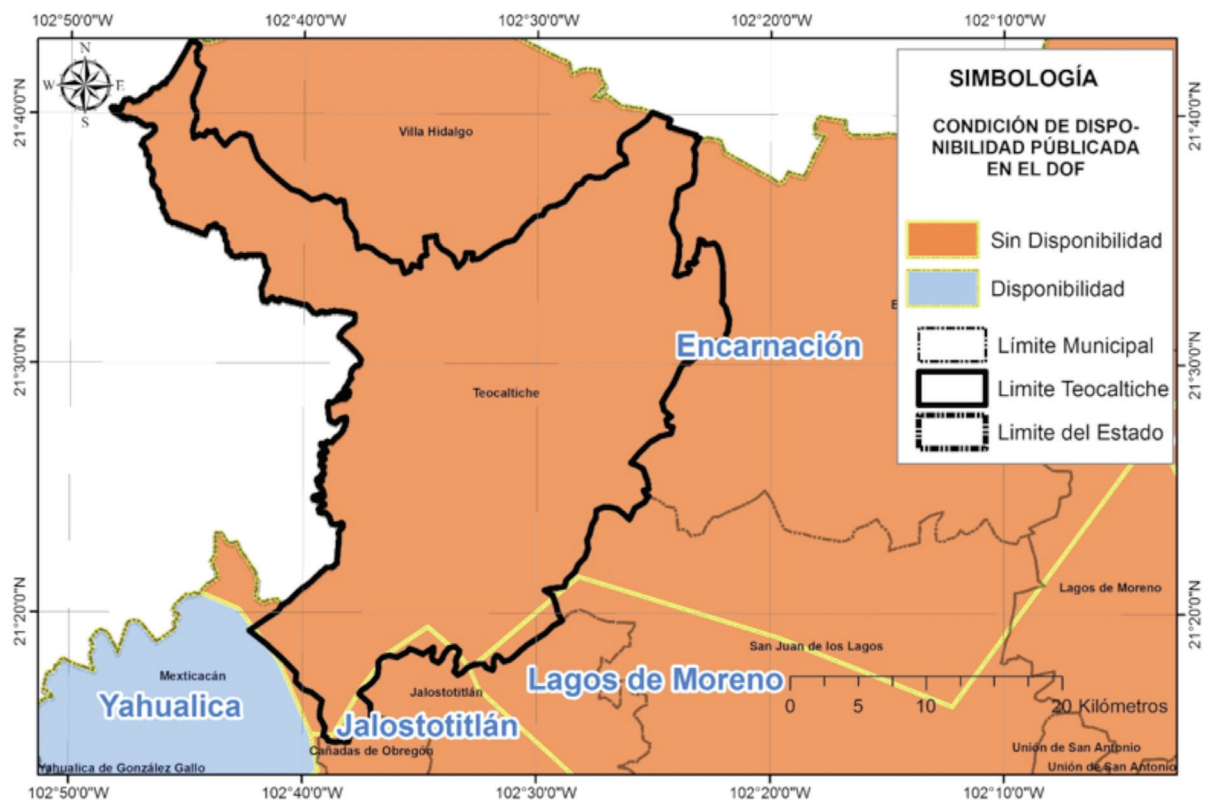 102°50'0"W 102°40'0"W 102°30'0"W 102°20'0"W 102°10'0"W
N
W E
S
21°40'0"N
21°30'0"N
21°20'0"N
Villa Hidalgo
Encarnación
Teocaltiche
Mexticacán
Yahualica
Jalostotitlán
Jalostotitlán
Lagos de Moreno
San Juan de los Lagos
Lagos de Moreno
Cañadas de Obregón
Yahualica de González Gallo
Unión de San Antonio
Unión de San Antonio
0 5 10 20 Kilómetros
SIMBOLOGÍA
CONDICIÓN DE DISPO-
NIBILIDAD PÚBLICADA
EN EL DOF
Sin Disponibilidad
Disponibilidad
Límite Municipal
Limite Teocaltiche
Limite del Estado
21°40'0"N
21°30'0"N
21°20'0"N
102°50'0"W 102°40'0"W 102°30'0"W 102°20'0"W 102°10'0"W